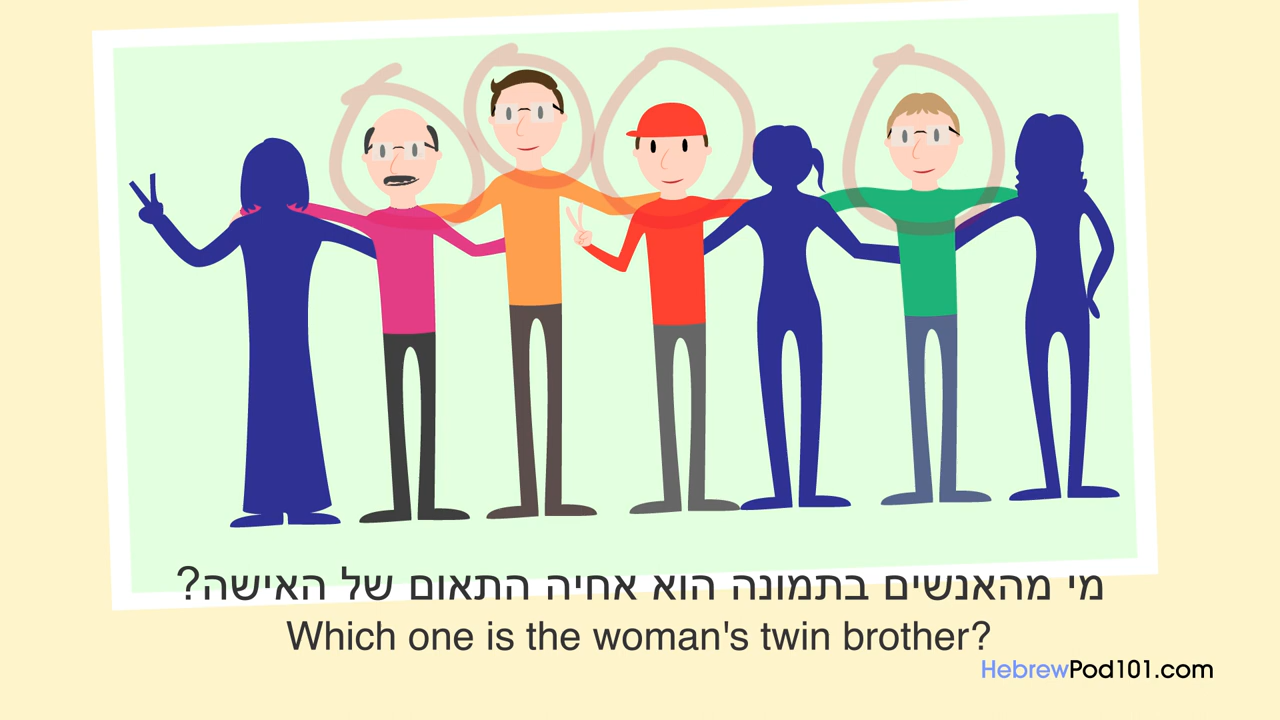 מי מהאנשים בתמונה הוא אחיה התאום של האישה?
Which one is the woman's twin brother?
HebrewPod101.com